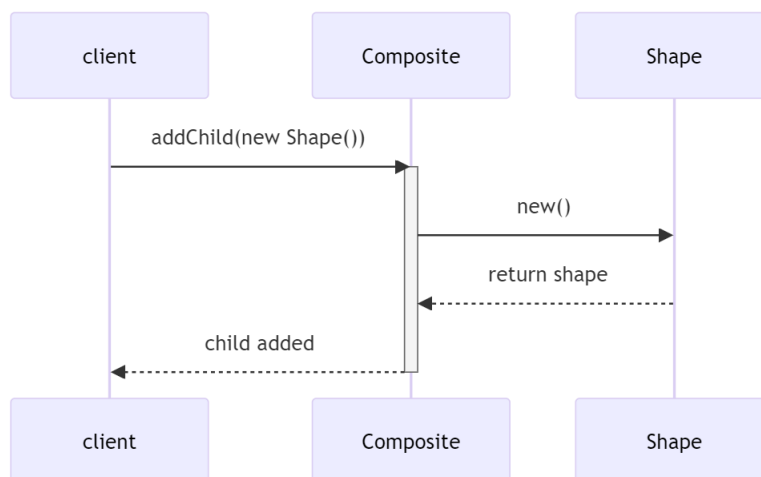 client
Composite
Shape
addChild(new Shape())
new()
return shape
child added
client
Composite
Shape